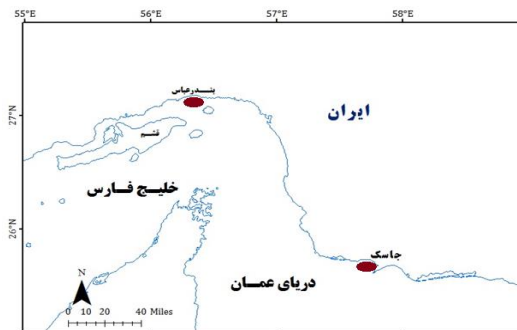 55°E 56°E 57°E 58°E
27°N
26°N
بندرعباس
قشم
ایران
خلیج فارس
جاسک
دریای عمان
N
0 10 20 40 Miles